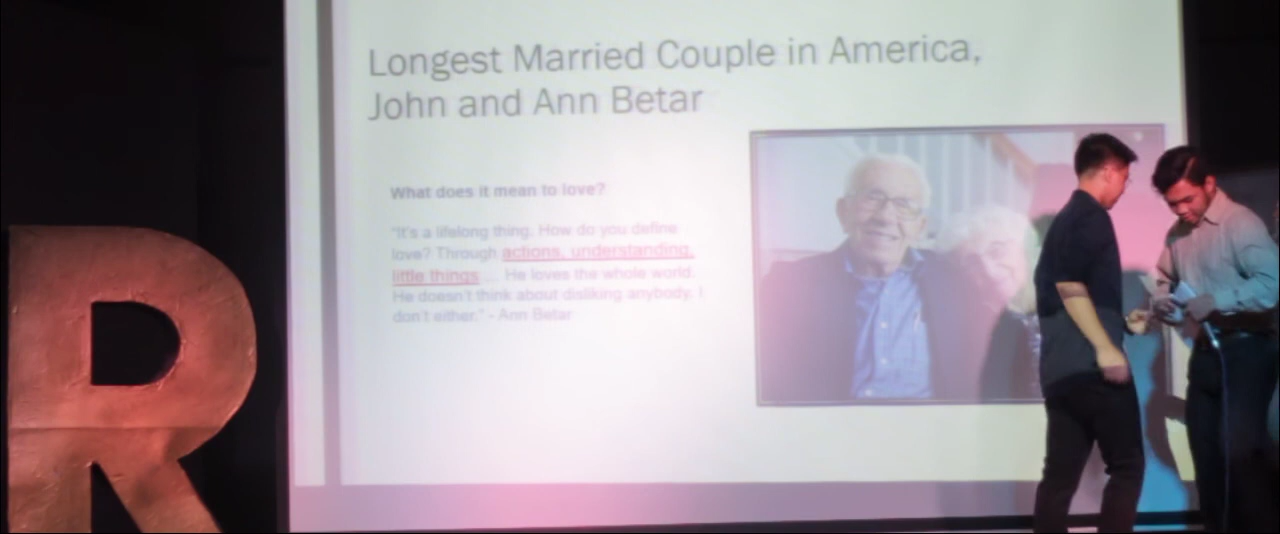 R
Longest Married Couple in America,
John and Ann Betar
What does it mean to love?
"It's a lifelong thing. How do you define
love? Through actions, understanding,
little things ... He loves the whole world.
He doesn't think about disliking anybody. I
don't either." - Ann Betar